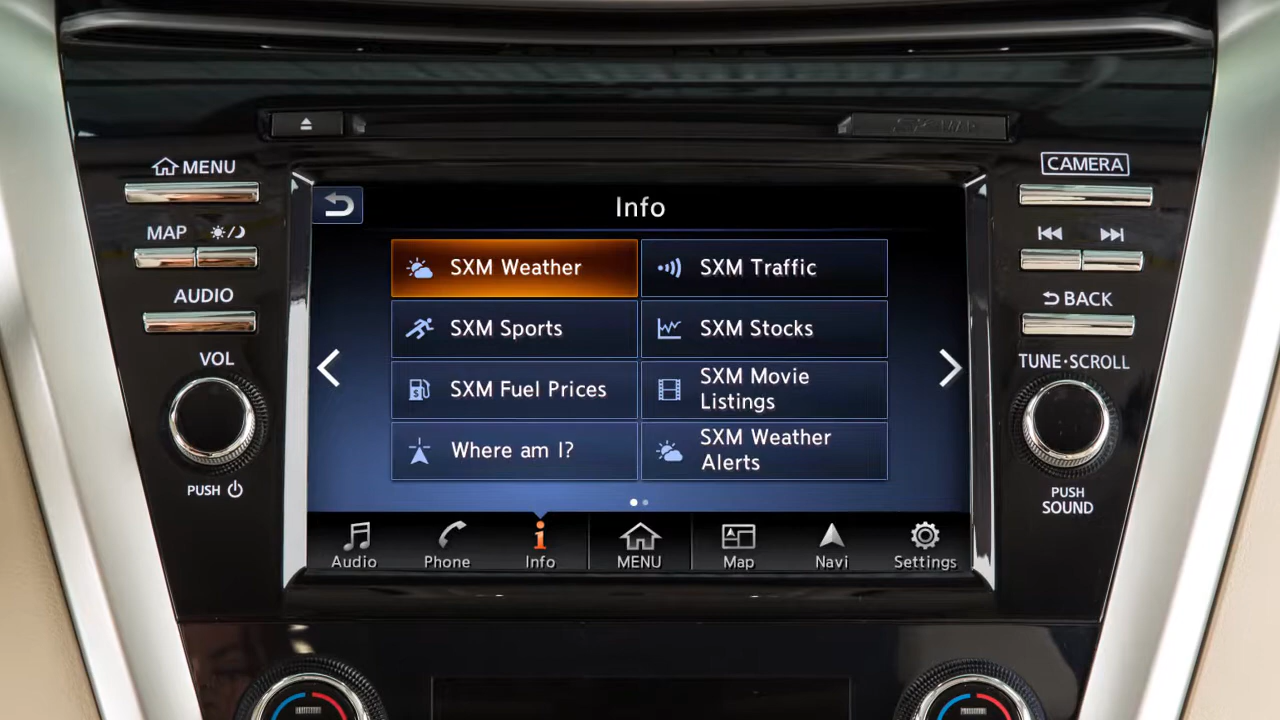 MENU
CAMERA
MAP
AUDIO
BACK
VOL
TUNE·SCROLL
PUSH
PUSH
SOUND
Info
SXM Weather
SXM Traffic
SXM Sports
SXM Stocks
SXM Fuel Prices
SXM Movie
Listings
Where am I?
SXM Weather
Alerts
Audio
Phone
Info
MENU
Map
Navi
Settings